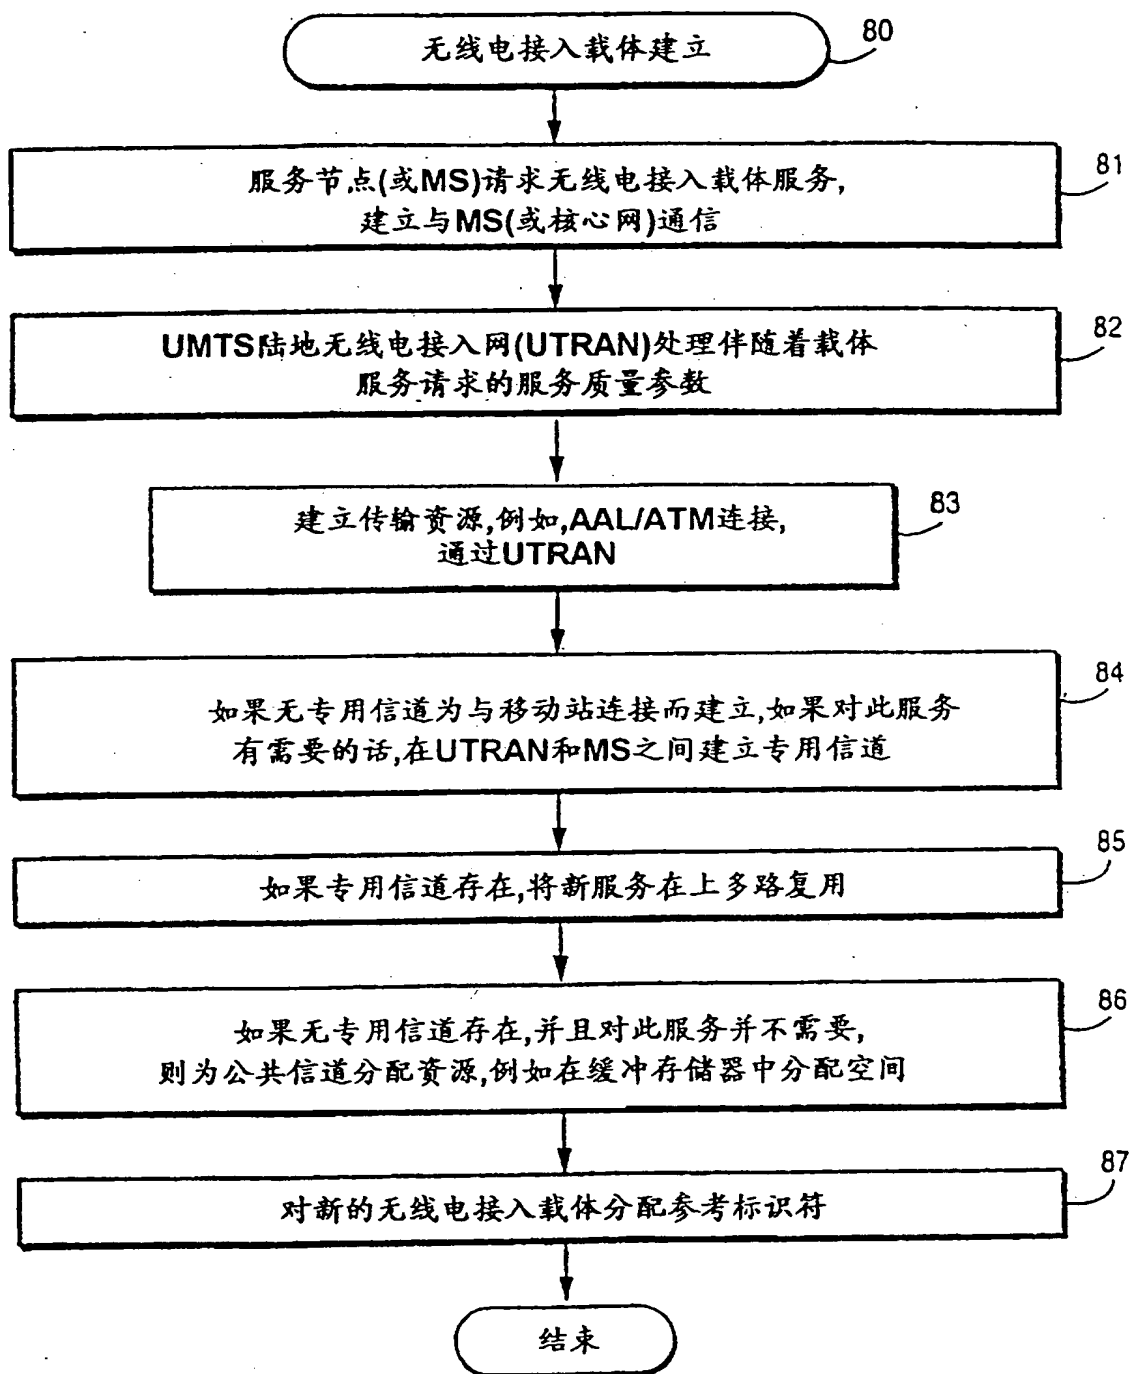 无线电接入载体建立
80
服务节点(或MS)请求无线电接入载体服务,
建立与MS(或核心网)通信
81
UMTS陆地无线电接入网(UTRAN)处理伴随着载体
服务请求的服务质量参数
82
建立传输资源,例如,AAL/ATM连接,
通过UTRAN
83
如果无专用信道为与移动站连接而建立,如果对此服务
有需要的话,在UTRAN和MS之间建立专用信道
84
如果专用信道存在,将新服务在上多路复用
85
如果无专用信道存在,并且对此服务并不需要,
则为公共信道分配资源,例如在缓冲存储器中分配空间
86
对新的无线电接入载体分配参考标识符
87
结束